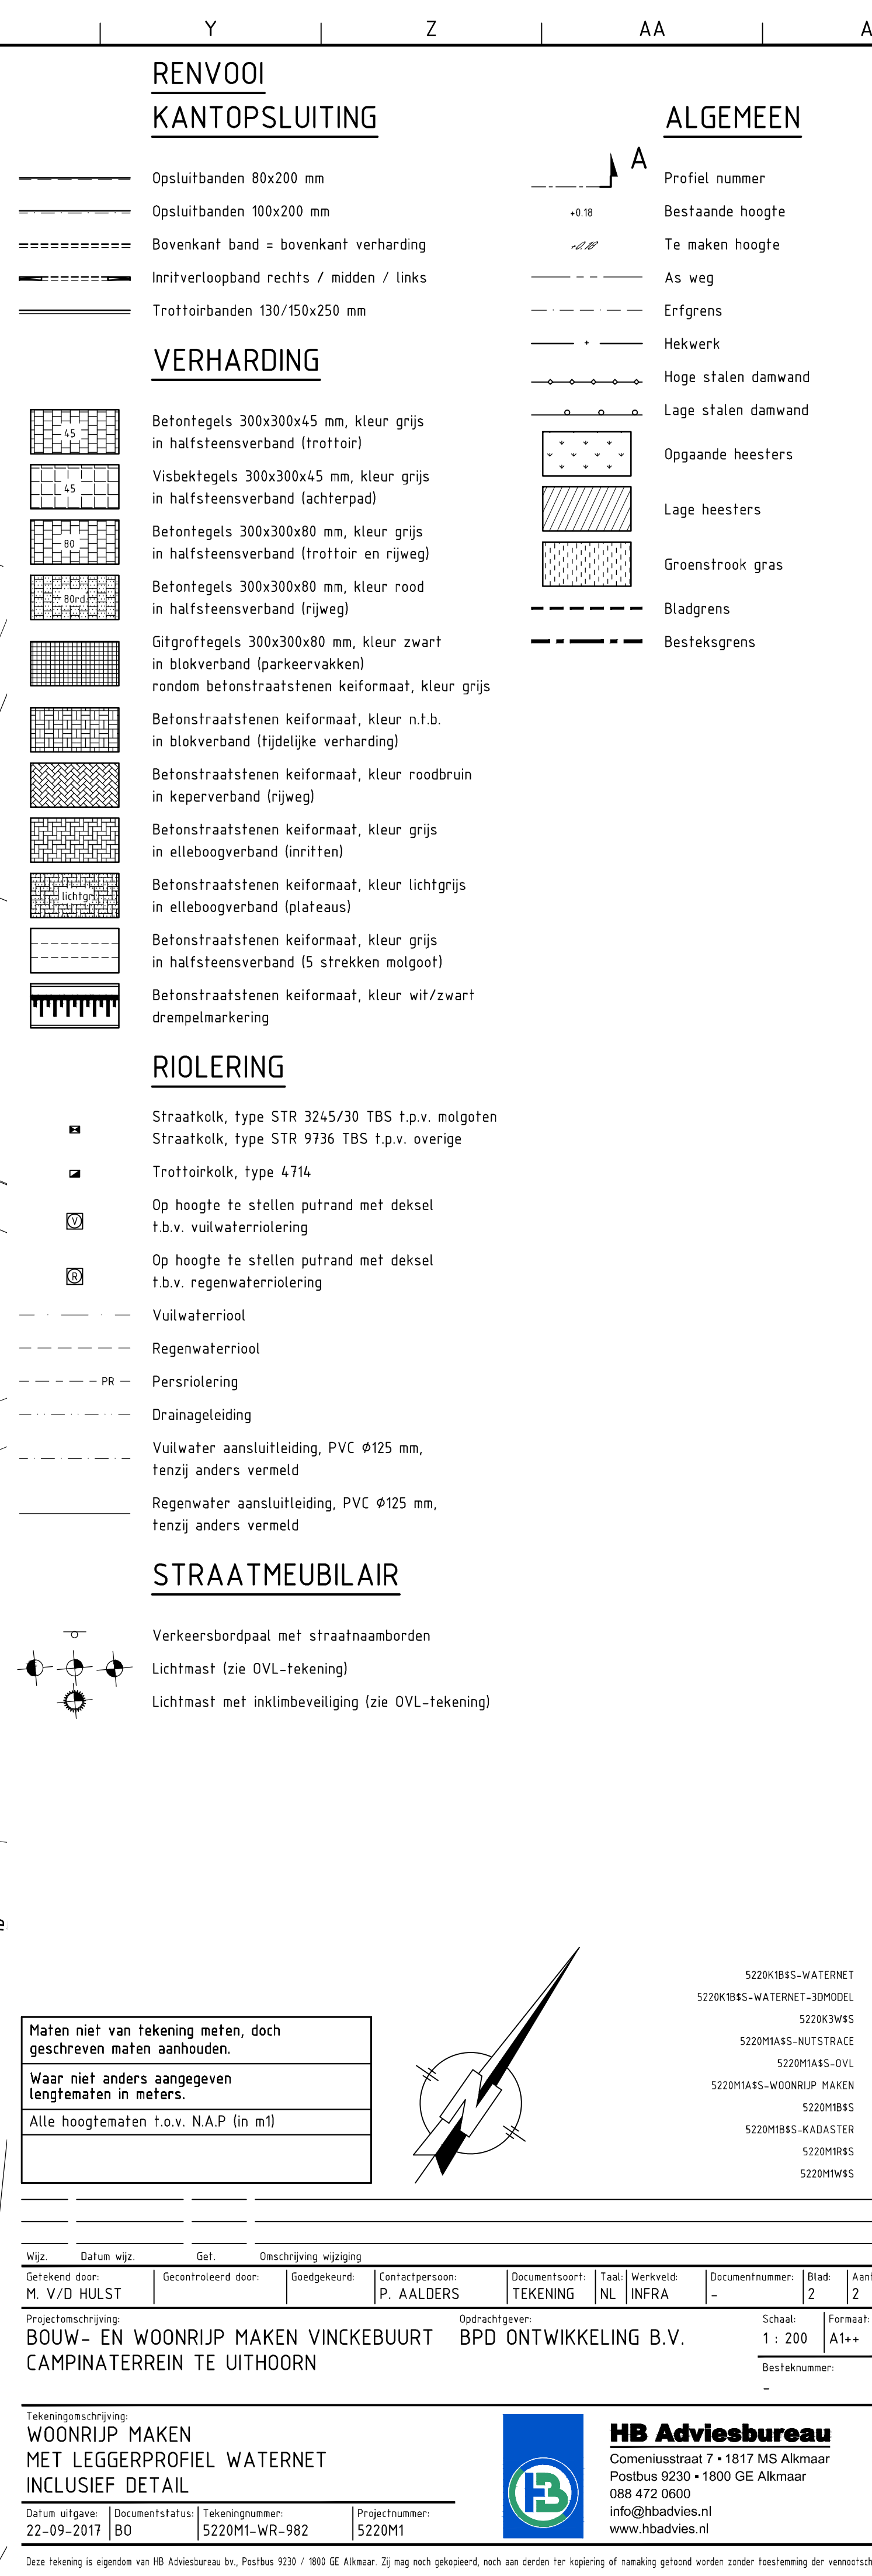 Y Z AA A
RENVOOI
KANTOPSLUITING
Opsluitbanden 80x200 mm
Opsluitbanden 100x200 mm
Bovenkant band = bovenkant verharding
Inritverloopband rechts / midden / links
Trottoirbanden 130/150x250 mm
VERHARDING
45
Betontegels 300x300x45 mm, kleur grijs
in halfsteensverband (trottoir)
45
Visbektegels 300x300x45 mm, kleur grijs
in halfsteensverband (achterpad)
80
Betontegels 300x300x80 mm, kleur grijs
in halfsteensverband (trottoir en rijweg)
80rd.
Betontegels 300x300x80 mm, kleur rood
in halfsteensverband (rijweg)
Gitgroftegels 300x300x80 mm, kleur zwart
in blokverband (parkeervakken)
rondom betonstraatstenen keiformaat, kleur grijs
Betonstraatstenen keiformaat, kleur n.t.b.
in blokverband (tijdelijke verharding)
Betonstraatstenen keiformaat, kleur roodbruin
in keperverband (rijweg)
Betonstraatstenen keiformaat, kleur grijs
in elleboogverband (inritten)
lichtgr.
Betonstraatstenen keiformaat, kleur lichtgrijs
in elleboogverband (plateaus)
Betonstraatstenen keiformaat, kleur grijs
in halfsteensverband (5 strekken molgoot)
Betonstraatstenen keiformaat, kleur wit/zwart
drempelmarkering
RIOLERING
Straatkolk, type STR 3245/30 TBS t.p.v. molgoten
Straatkolk, type STR 9736 TBS t.p.v. overige
Trottoirkolk, type 4714
V
Op hoogte te stellen putrand met deksel
t.b.v. vuilwaterriolering
R
Op hoogte te stellen putrand met deksel
t.b.v. regenwaterriolering
Vuilwaterriool
Regenwaterriool
PR Persriolering
Drainageleiding
Vuilwater aansluitleiding, PVC Ø125 mm,
tenzij anders vermeld
Regenwater aansluitleiding, PVC Ø125 mm,
tenzij anders vermeld
STRAATMEUBILAIR
Verkeersbordpaal met straatnaamborden
Lichtmast (zie OVL-tekening)
Lichtmast met inklimbeveiliging (zie OVL-tekening)
ALGEMEEN
A
Profiel nummer
+0.18 Bestaande hoogte
+0.18 Te maken hoogte
As weg
Erfgrens
Hekwerk
Hoge stalen damwand
Lage stalen damwand
Opgaande heesters
Lage heesters
Groenstrook gras
Bladgrens
Besteksgrens
e
5220K1B$S-WATERNET
5220K1B$S-WATERNET-3DMODEL
5220K3W$S
5220M1A$S-NUTSTRACE
5220M1A$S-OVL
5220M1A$S-WOONRIJP MAKEN
5220M1B$S
5220M1B$S-KADASTER
5220M1R$S
5220M1W$S
Maten niet van tekening meten, doch
geschreven maten aanhouden.
Waar niet anders aangegeven
lengtematen in meters.
Alle hoogtematen t.o.v. N.A.P (in m1)
Wijz. Datum wijz. Get. Omschrijving wijziging
Getekend door: Gecontroleerd door: Goedgekeurd: Contactpersoon: Documentsoort: Taal: Werkveld: Documentnummer: Blad: Aant
M. V/D HULST P. AALDERS TEKENING NL INFRA - 2 2
Projectomschrijving: Opdrachtgever: Schaal: Formaat:
BOUW- EN WOONRIJP MAKEN VINCKEBUURT BPD ONTWIKKELING B.V. 1 : 200 A1++
CAMPINATERREIN TE UITHOORN
Besteknummer:
-
Tekeningomschrijving:
WOONRIJP MAKEN
MET LEGGERPROFIEL WATERNET
INCLUSIEF DETAIL
HB Adviesbureau
Comeniusstraat 7 ▪ 1817 MS Alkmaar
Postbus 9230 ▪ 1800 GE Alkmaar
088 472 0600
info@hbadvies.nl
www.hbadvies.nl
Datum uitgave: Documentstatus: Tekeningnummer: Projectnummer:
22-09-2017 BO 5220M1-WR-982 5220M1
Deze tekening is eigendom van HB Adviesbureau bv., Postbus 9230 / 1800 GE Alkmaar. Zij mag noch gekopieerd, noch aan derden ter kopiering of namaking getoond worden zonder toestemming der vennootsch